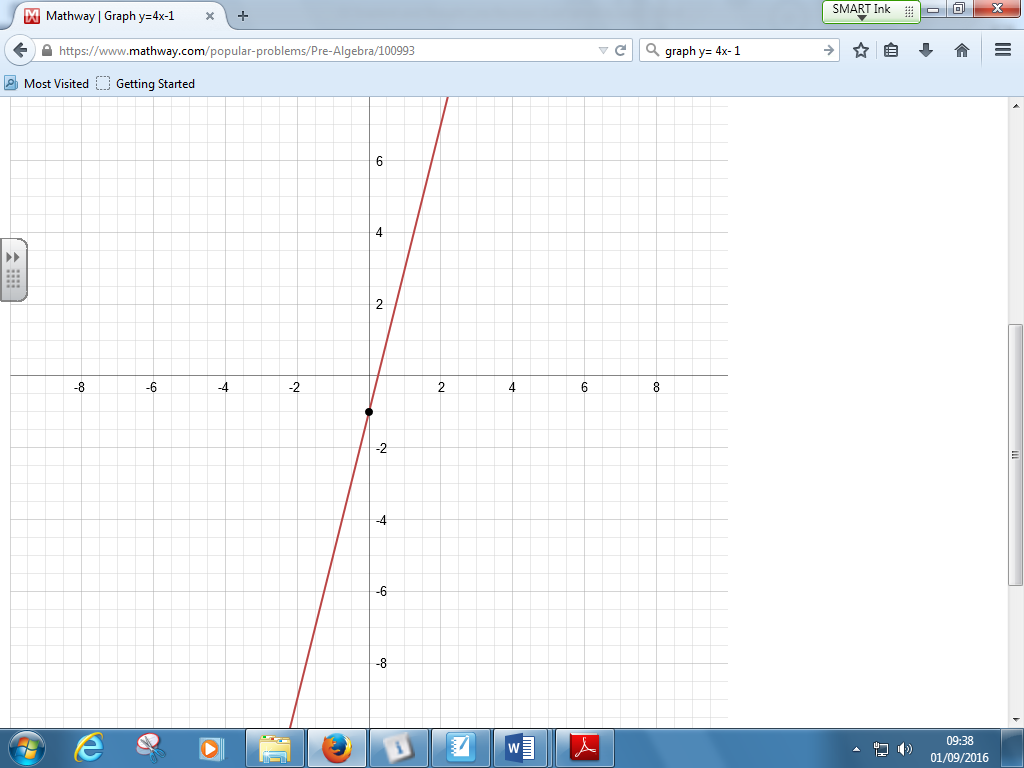 Mathway | Graph y=4x-1
SMART Ink
https://www.mathway.com/popular-problems/Pre-Algebra/100993
graph y= 4x- 1
Most Visited
Getting Started
6
4
2
-8 -6 -4 -2 2 4 6 8
-2
-4
-6
-8
09:38
01/09/2016